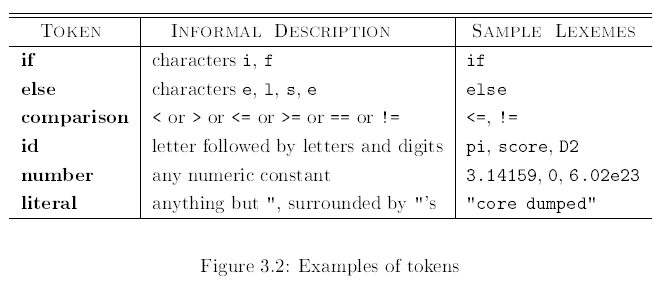 TOKEN INFORMAL DESCRIPTION SAMPLE LEXEMES
if characters i, f if
else characters e, l, s, e else
comparison < or > or <= or >= or == or != <=, !=
id letter followed by letters and digits pi, score, D2
number any numeric constant 3.14159, 0, 6.02e23
literal anything but ", surrounded by "'s "core dumped"
Figure 3.2: Examples of tokens